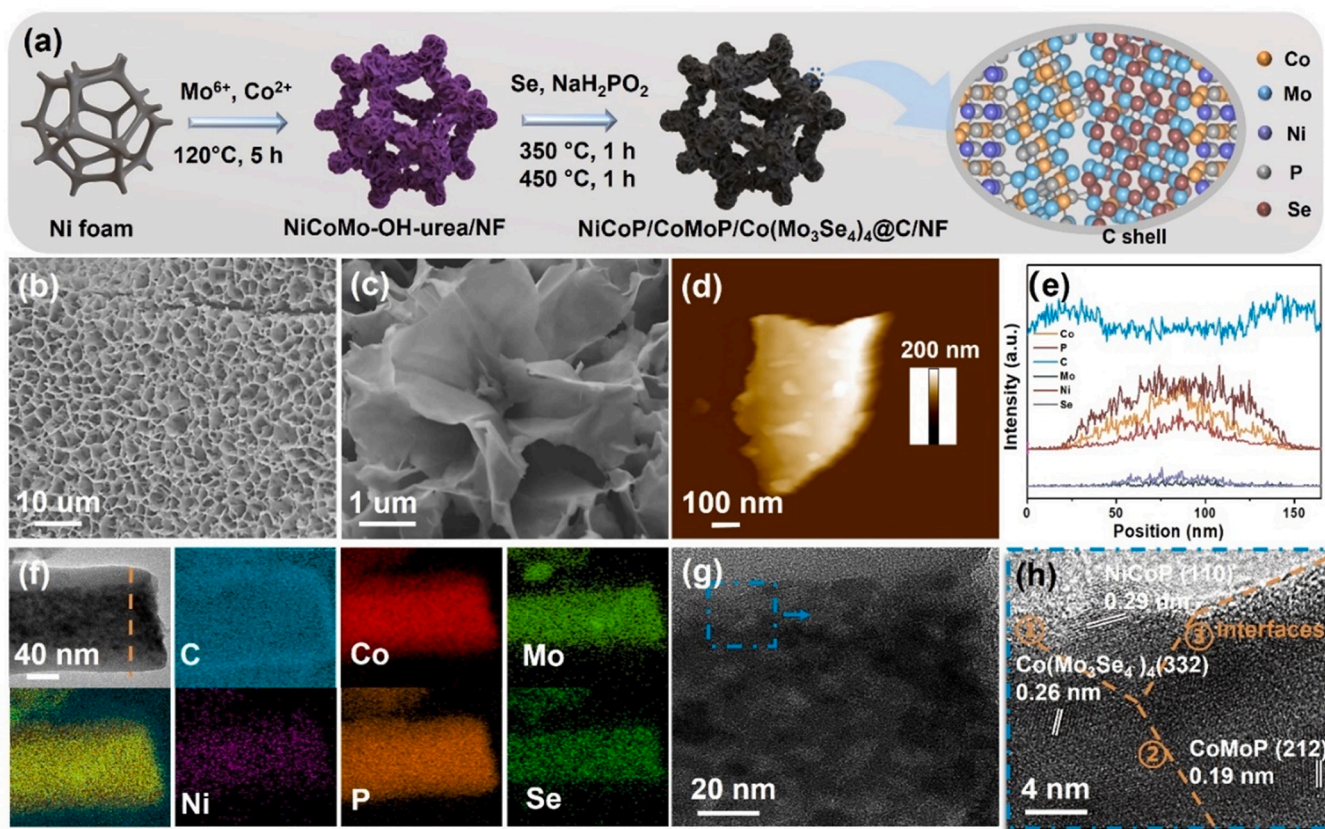 (a)
Mo⁶⁺, Co²⁺
120°C, 5 h
Se, NaH₂PO₂
350 °C, 1 h
450 °C, 1 h
Ni foam
NiCoMo-OH-urea/NF
NiCoP/CoMoP/Co(Mo₃Se₄)₄@C/NF
C shell
Co
Mo
Ni
P
Se
(b)
10 um
(c)
1 um
(d)
200 nm
100 nm
(e)
Intensity (a.u.)
Co
P
C
Mo
Ni
Se
0 50 100 150
Position (nm)
(f)
40 nm
C
Co
Mo
Ni
P
Se
(g)
20 nm
(h)
NiCoP (110)
0.29 nm
①
③ Interfaces
Co(Mo₃Se₄)₄(332)
0.26 nm
②
CoMoP (212)
0.19 nm
4 nm